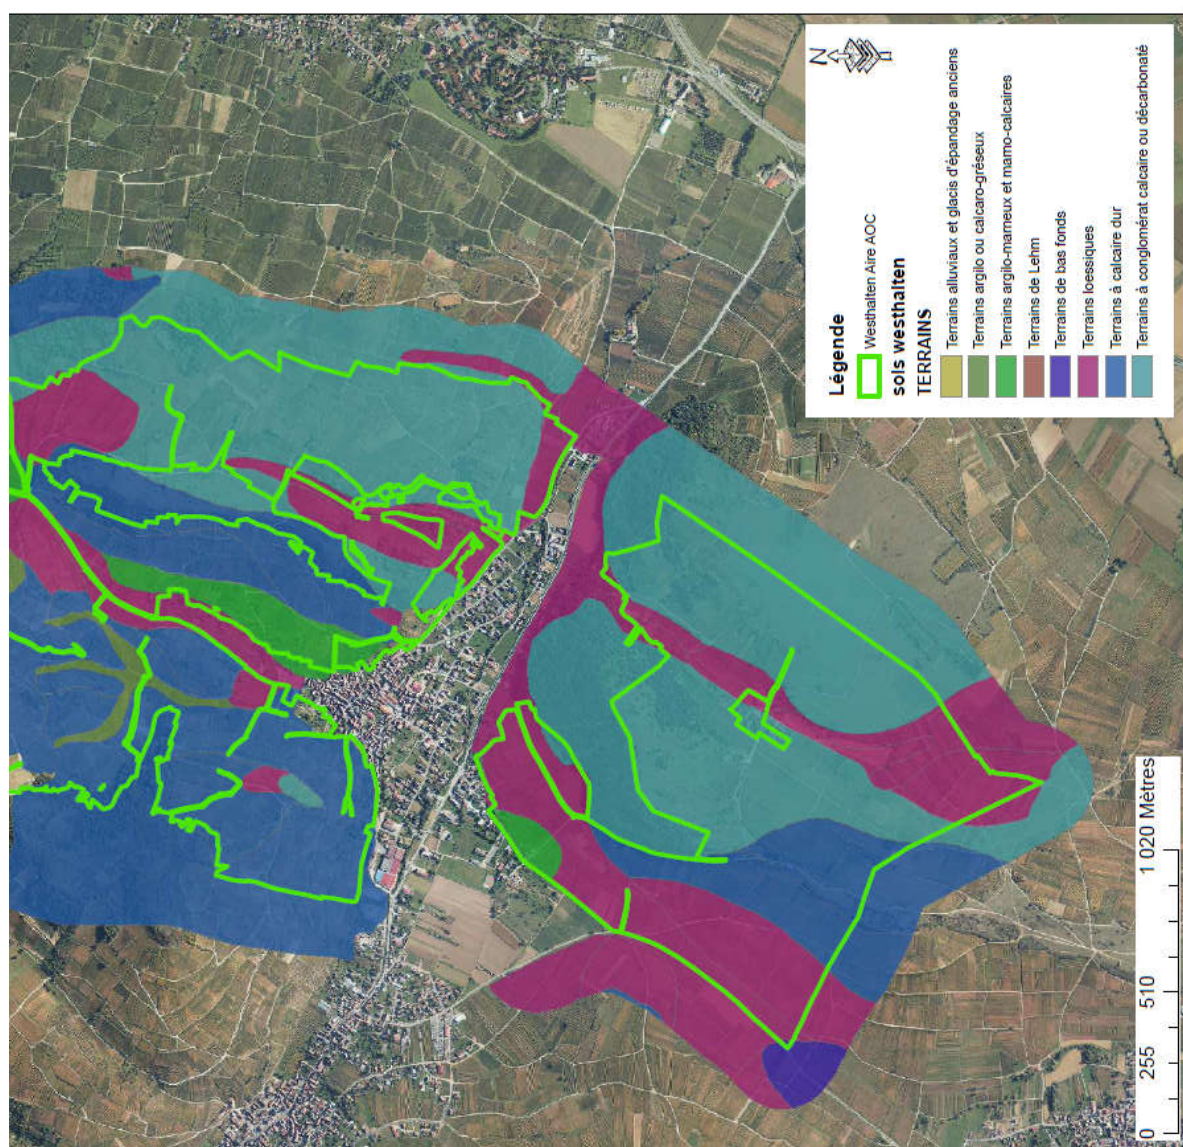 N
Légende
Westhalten Aire AOC
sols westhalten
TERRAINS
Terrains alluviaux et glacis d'épandage anciens
Terrains argilo ou calcaro-gréseux
Terrains argilo-marneux et marno-calcaires
Terrains de Lehm
Terrains de bas fonds
Terrains loessiques
Terrains à calcaire dur
Terrains à conglomérat calcaire ou décarbonaté
0 255 510 1 020 Mètres